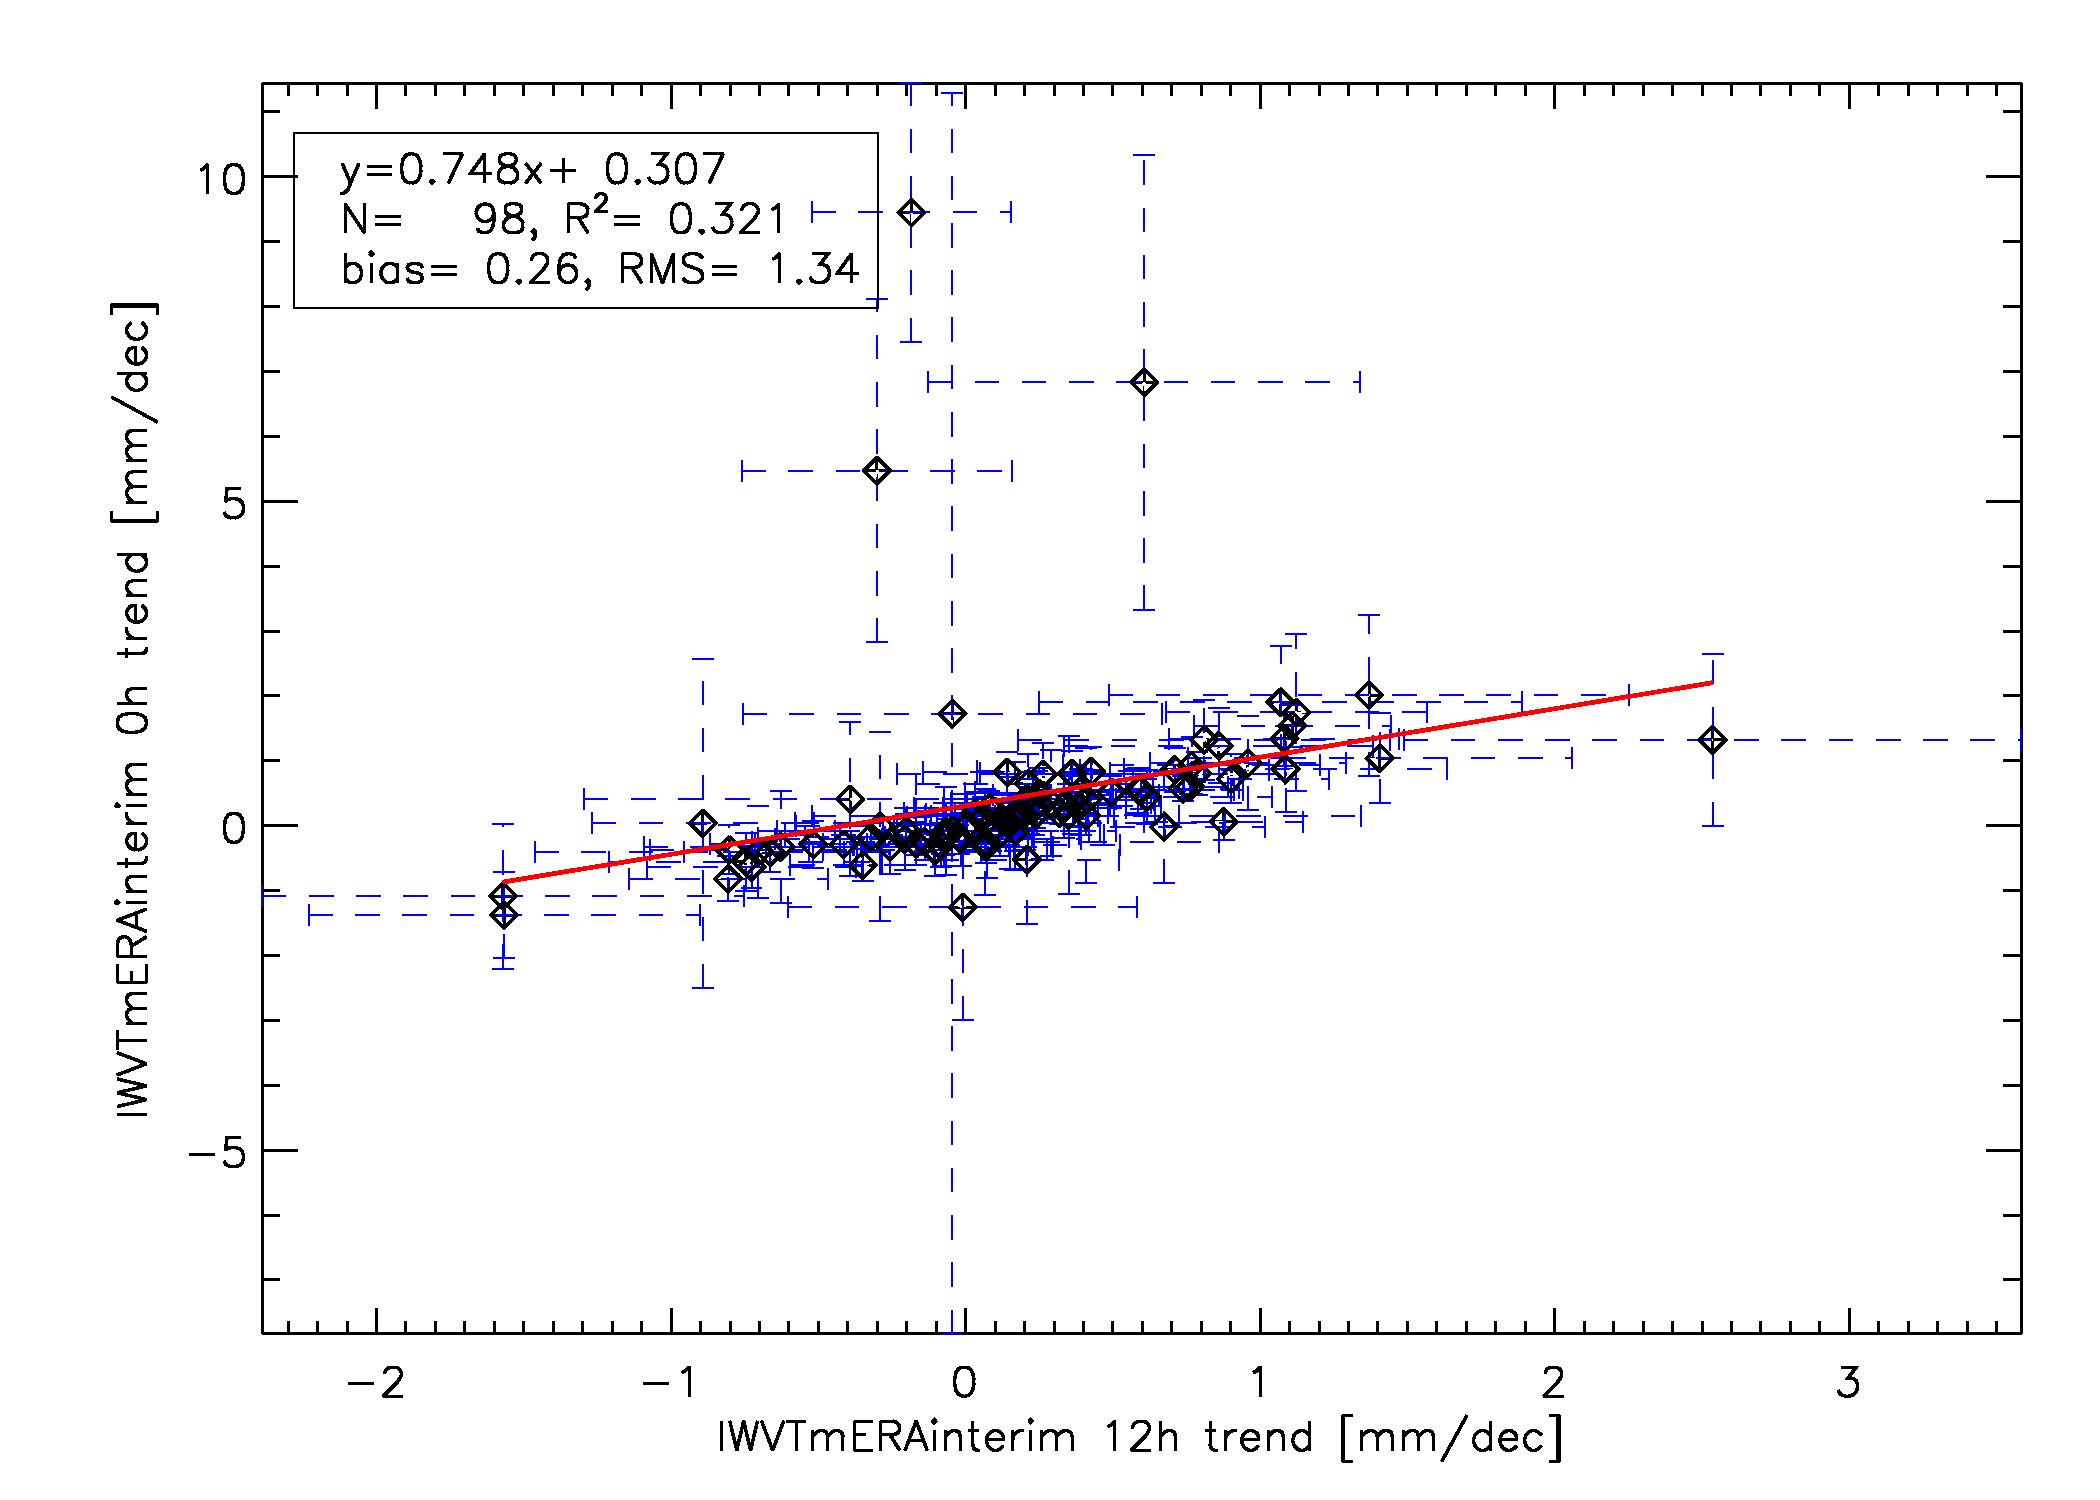 y=0.748x+ 0.307
N= 98, R²= 0.321
bias= 0.26, RMS= 1.34
10
5
0
-5
IWVTmERAinterim 0h trend [mm/dec]
-2 -1 0 1 2 3
IWVTmERAinterim 12h trend [mm/dec]